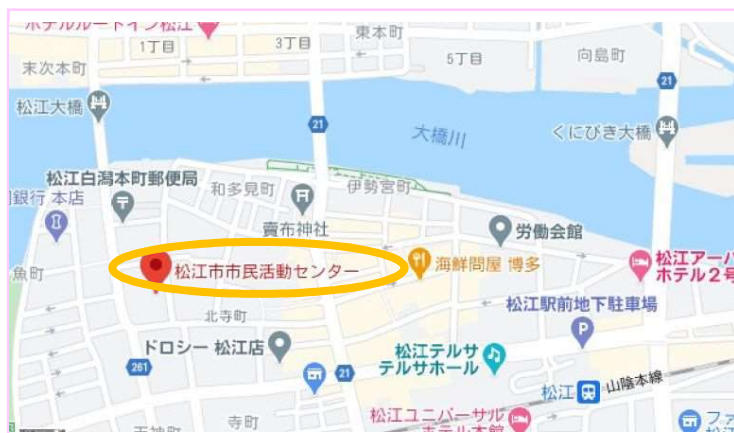 ホテルルートイン松江
東本町
1丁目
3丁目
5丁目
向島町
末次本町
21
松江大橋
21
大橋川
くにびき大橋
松江白潟本町郵便局
銀行 本店
和多見町
伊勢宮町
賣布神社
労働会館
魚町
松江市市民活動センター
海鮮問屋 博多
松江アーバ
ホテル2号
北寺町
松江駅前地下駐車場
P
ドロシー 松江店
松江テルサ
テルサホール
261
21
松江
山陰本線
寺町
松江ユニバーサル
ホテル本館
天神町
ファ